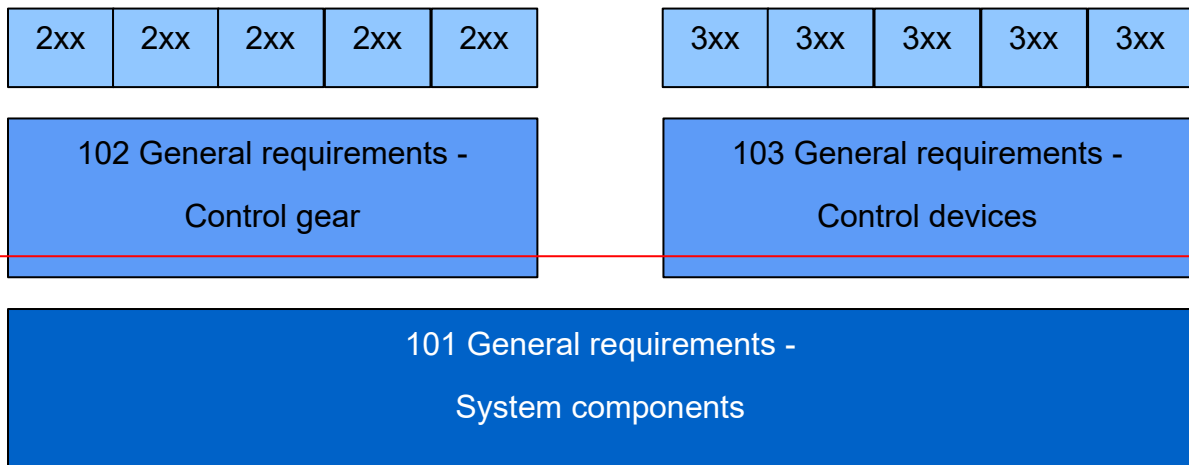 2xx 2xx 2xx 2xx 2xx 3xx 3xx 3xx 3xx 3xx
102 General requirements -
Control gear
103 General requirements -
Control devices
101 General requirements -
System components